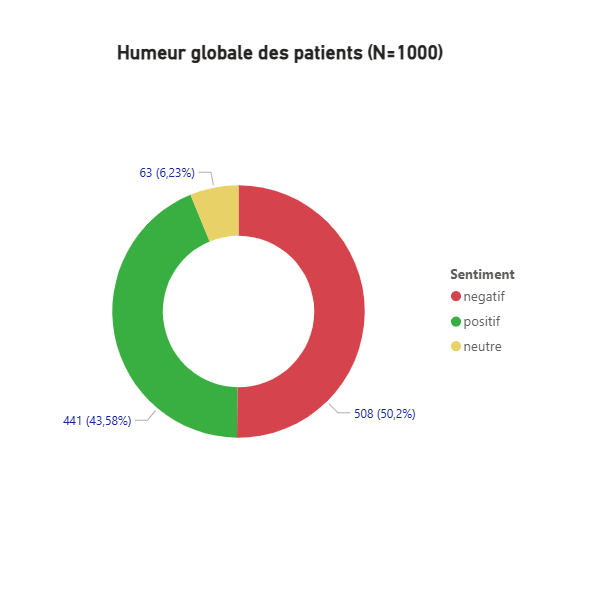 Humeur globale des patients (N=1000)
63 (6,23%)
Sentiment
negatif
positif
neutre
441 (43,58%)
508 (50,2%)